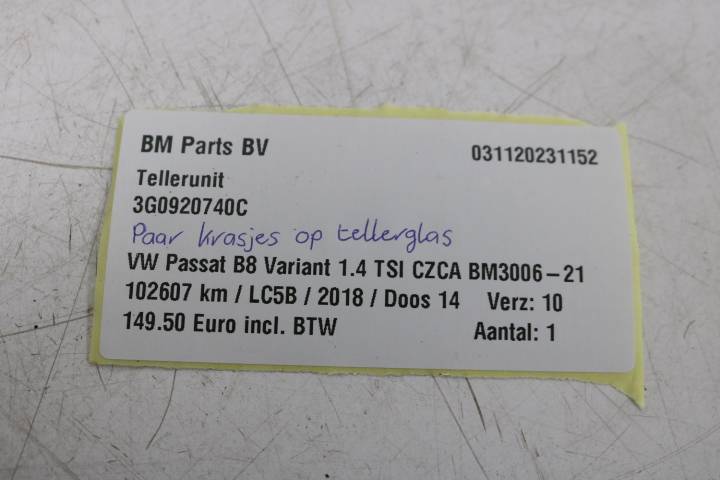 BM Parts BV 031120231152
Tellerunit
3G0920740C
Paar krasjes op tellerglas
VW Passat B8 Variant 1.4 TSI CZCA BM3006-21
102607 km / LC5B / 2018 / Doos 14 Verz: 10
149.50 Euro incl. BTW Aantal: 1